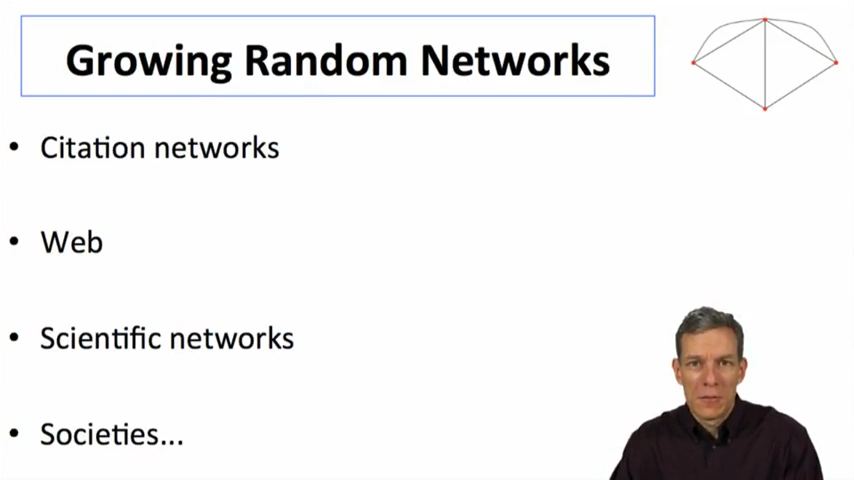 Growing Random Networks
• Citation networks
• Web
• Scientific networks
• Societies...